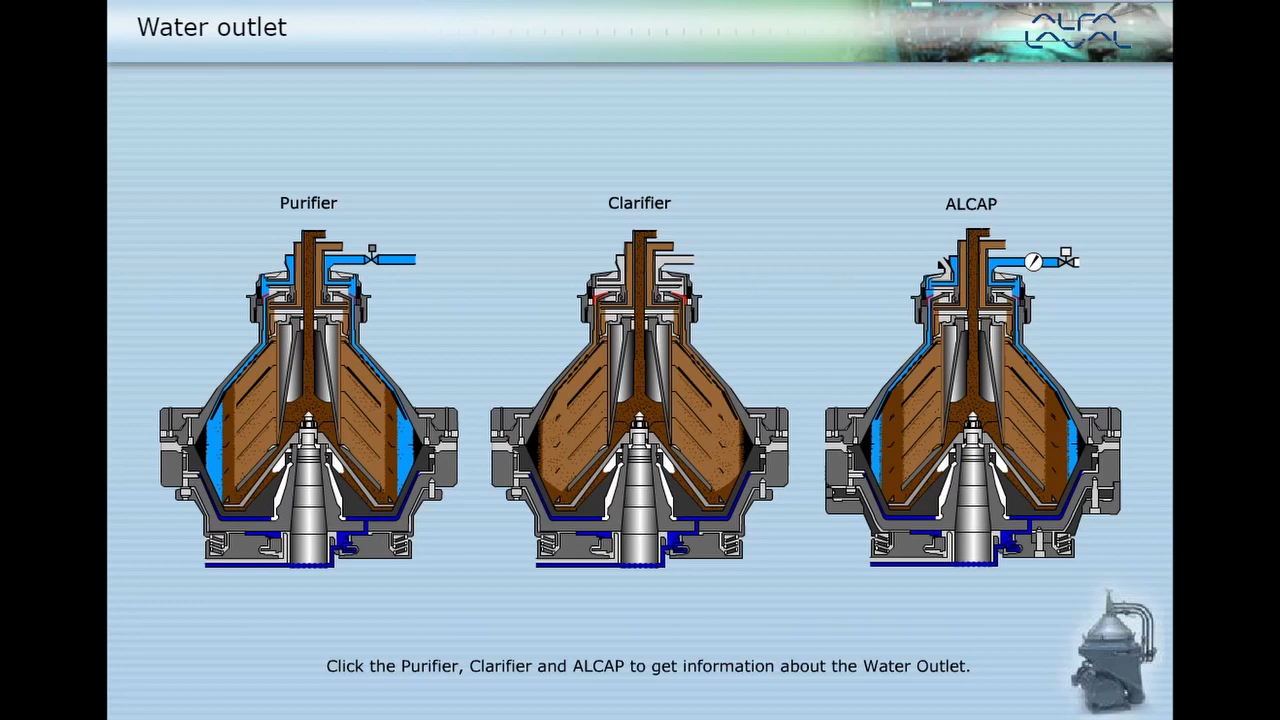 Water outlet
ALFA
LAVAL
Purifier
Clarifier
ALCAP
Click the Purifier, Clarifier and ALCAP to get information about the Water Outlet.